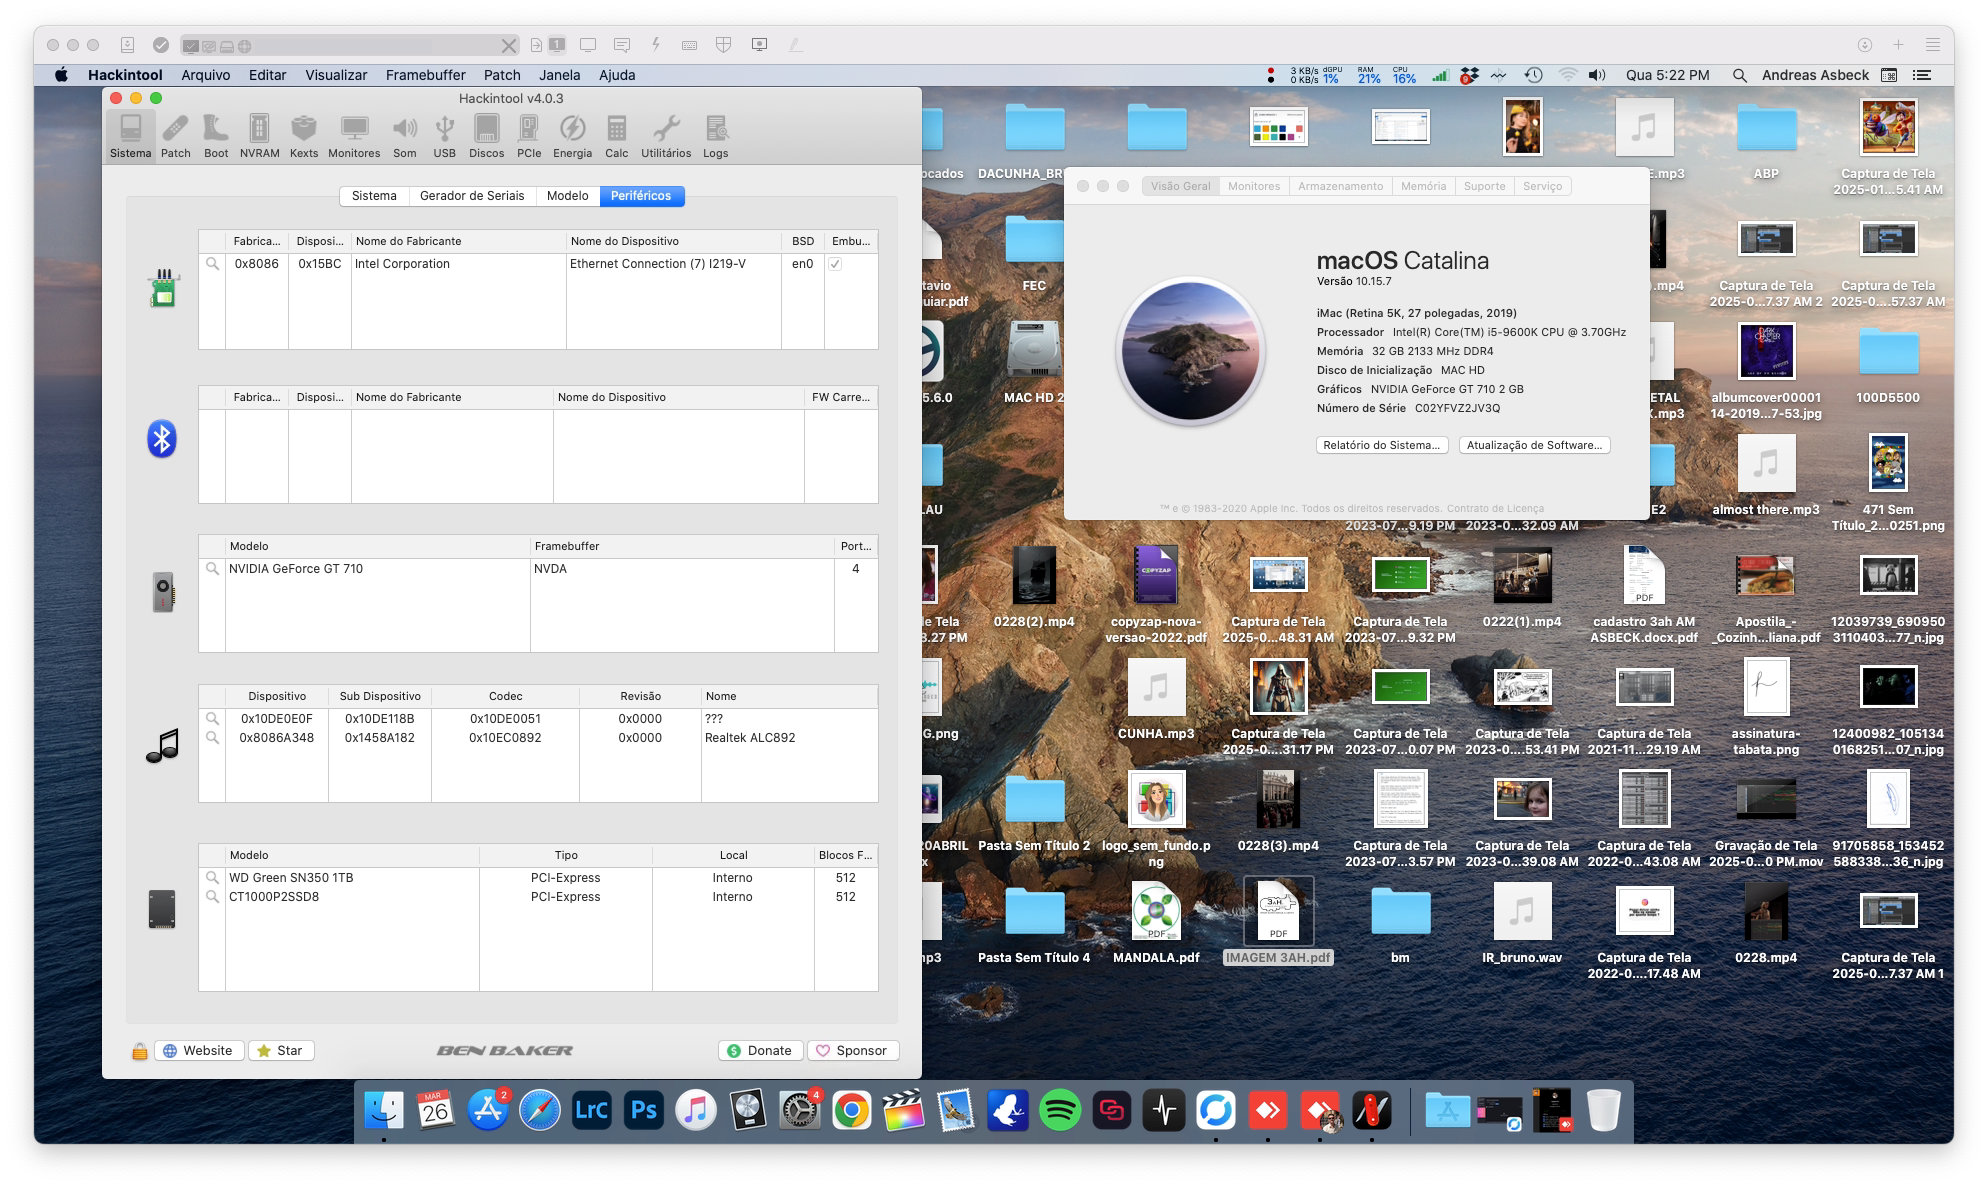 1
Hackintool Arquivo Editar Visualizar Framebuffer Patch Janela Ajuda
3 KB/s 0 KB/s dGPU 1% RAM 21% CPU 16% 9 Qua 5:22 PM Andreas Asbeck
Hackintool v4.0.3
Sistema Patch Boot NVRAM Kexts Monitores Som USB Discos PCIe Energia Calc Utilitários Logs
Sistema Gerador de Seriais Modelo Periféricos
Fabrica... Disposi... Nome do Fabricante Nome do Dispositivo BSD Embu...
0x8086 0x15BC Intel Corporation Ethernet Connection (7) I219-V en0
Fabrica... Disposi... Nome do Fabricante Nome do Dispositivo FW Carre...
Modelo Framebuffer Port...
NVIDIA GeForce GT 710 NVDA 4
Dispositivo Sub Dispositivo Codec Revisão Nome
0x10DE0E0F 0x10DE118B 0x10DE0051 0x0000 ???
0x8086A348 0x1458A182 0x10EC0892 0x0000 Realtek ALC892
Modelo Tipo Local Blocos F...
WD Green SN350 1TB PCI-Express Interno 512
CT1000P2SSD8 PCI-Express Interno 512
Website Star BEN BAKER Donate Sponsor
Visão Geral Monitores Armazenamento Memória Suporte Serviço
macOS Catalina
Versão 10.15.7
iMac (Retina 5K, 27 polegadas, 2019)
Processador Intel(R) Core(TM) i5-9600K CPU @ 3.70GHz
Memória 32 GB 2133 MHz DDR4
Disco de Inicialização MAC HD
Gráficos NVIDIA GeForce GT 710 2 GB
Número de Série C02YFVZ2JV3Q
Relatório do Sistema... Atualização de Software...
™ e © 1983-2020 Apple Inc. Todos os direitos reservados. Contrato de Licença
ocados DACUNHA_BR E.mp3 ABP Captura de Tela
2025-01...5.41 AM
tavio FEC ).mp4 Captura de Tela Captura de Tela
uiar.pdf 2025-0...7.37 AM 2 2025-0....57.37 AM
5.6.0 MAC HD 2 ETAL albumcover00001 100D5500
K.mp3 14-2019...7-53.jpg
LAU E2 almost there.mp3 471 Sem
2023-07...9.19 PM 2023-0...32.09 AM Título_2...0251.png
COPYZAP
PDF
de Tela 0228(2).mp4 copyzap-nova- Captura de Tela Captura de Tela 0222(1).mp4 cadastro 3ah AM Apostila_- 12039739_690950
3.27 PM versao-2022.pdf 2025-0...48.31 AM 2023-07...9.32 PM ASBECK.docx.pdf _Cozinh...liana.pdf 3110403...77_n.jpg
G.png CUNHA.mp3 Captura de Tela Captura de Tela Captura de Tela Captura de Tela assinatura- 12400982_105134
2025-0....31.17 PM 2023-07...0.07 PM 2023-0....53.41 PM 2021-11...29.19 AM tabata.png 0168251...07_n.jpg
20ABRIL Pasta Sem Título 2 logo_sem_fundo.p 0228(3).mp4 Captura de Tela Captura de Tela Captura de Tela Gravação de Tela 91705858_153452
x ng 2023-07...3.57 PM 2023-0...39.08 AM 2022-0...43.08 AM 2025-0...0 PM.mov 588338...36_n.jpg
PDF 3AH PDF
mp3 Pasta Sem Título 4 MANDALA.pdf IMAGEM 3AH.pdf bm IR_bruno.wav Captura de Tela 0228.mp4 Captura de Tela
2022-0....17.48 AM 2025-0...7.37 AM 1
MAR 26 2 LrC Ps 4